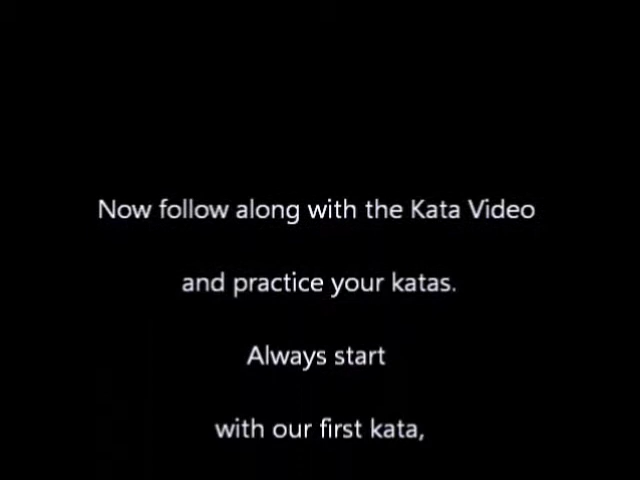 Now follow along with the Kata Video
and practice your katas.
Always start
with our first kata,